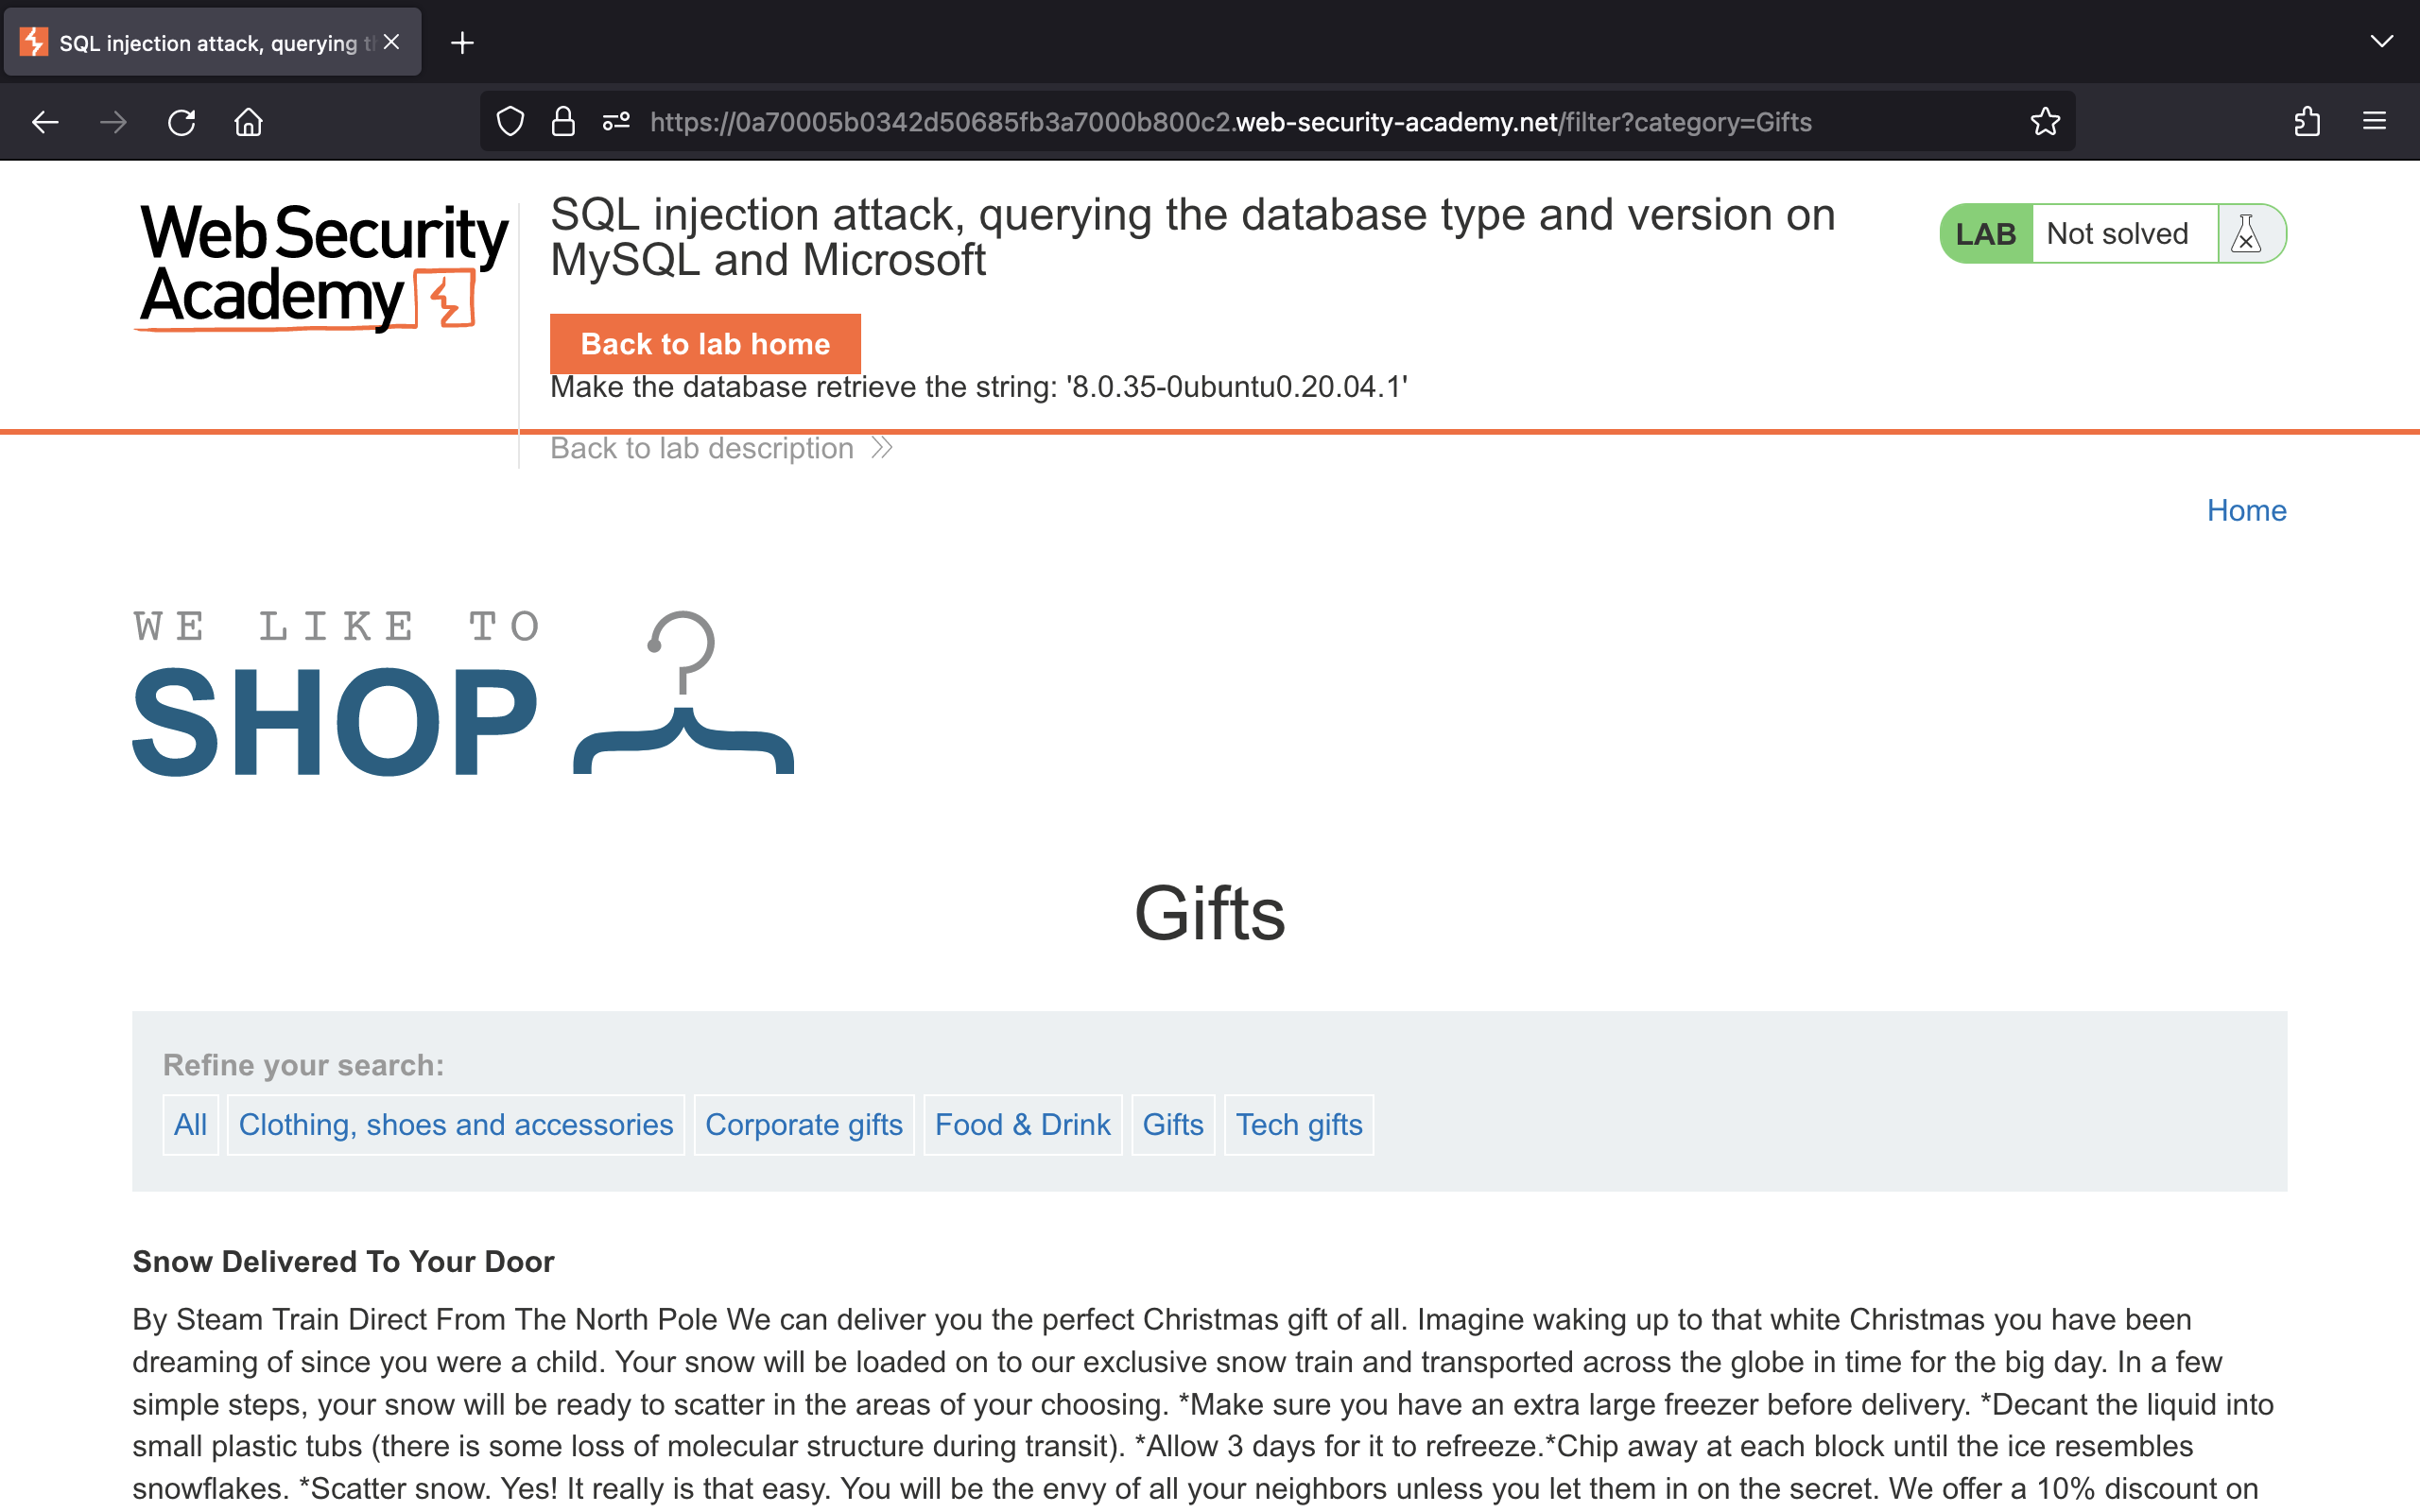 SQL injection attack, querying t
https://0a70005b0342d50685fb3a7000b800c2.web-security-academy.net/filter?category=Gifts
Web Security
Academy
SQL injection attack, querying the database type and version on
MySQL and Microsoft
LAB Not solved
Back to lab home
Make the database retrieve the string: '8.0.35-0ubuntu0.20.04.1'
Back to lab description
Home
WE LIKE TO
SHOP
Gifts
Refine your search:
All Clothing, shoes and accessories Corporate gifts Food & Drink Gifts Tech gifts
Snow Delivered To Your Door
By Steam Train Direct From The North Pole We can deliver you the perfect Christmas gift of all. Imagine waking up to that white Christmas you have been
dreaming of since you were a child. Your snow will be loaded on to our exclusive snow train and transported across the globe in time for the big day. In a few
simple steps, your snow will be ready to scatter in the areas of your choosing. *Make sure you have an extra large freezer before delivery. *Decant the liquid into
small plastic tubs (there is some loss of molecular structure during transit). *Allow 3 days for it to refreeze.*Chip away at each block until the ice resembles
snowflakes. *Scatter snow. Yes! It really is that easy. You will be the envy of all your neighbors unless you let them in on the secret. We offer a 10% discount on